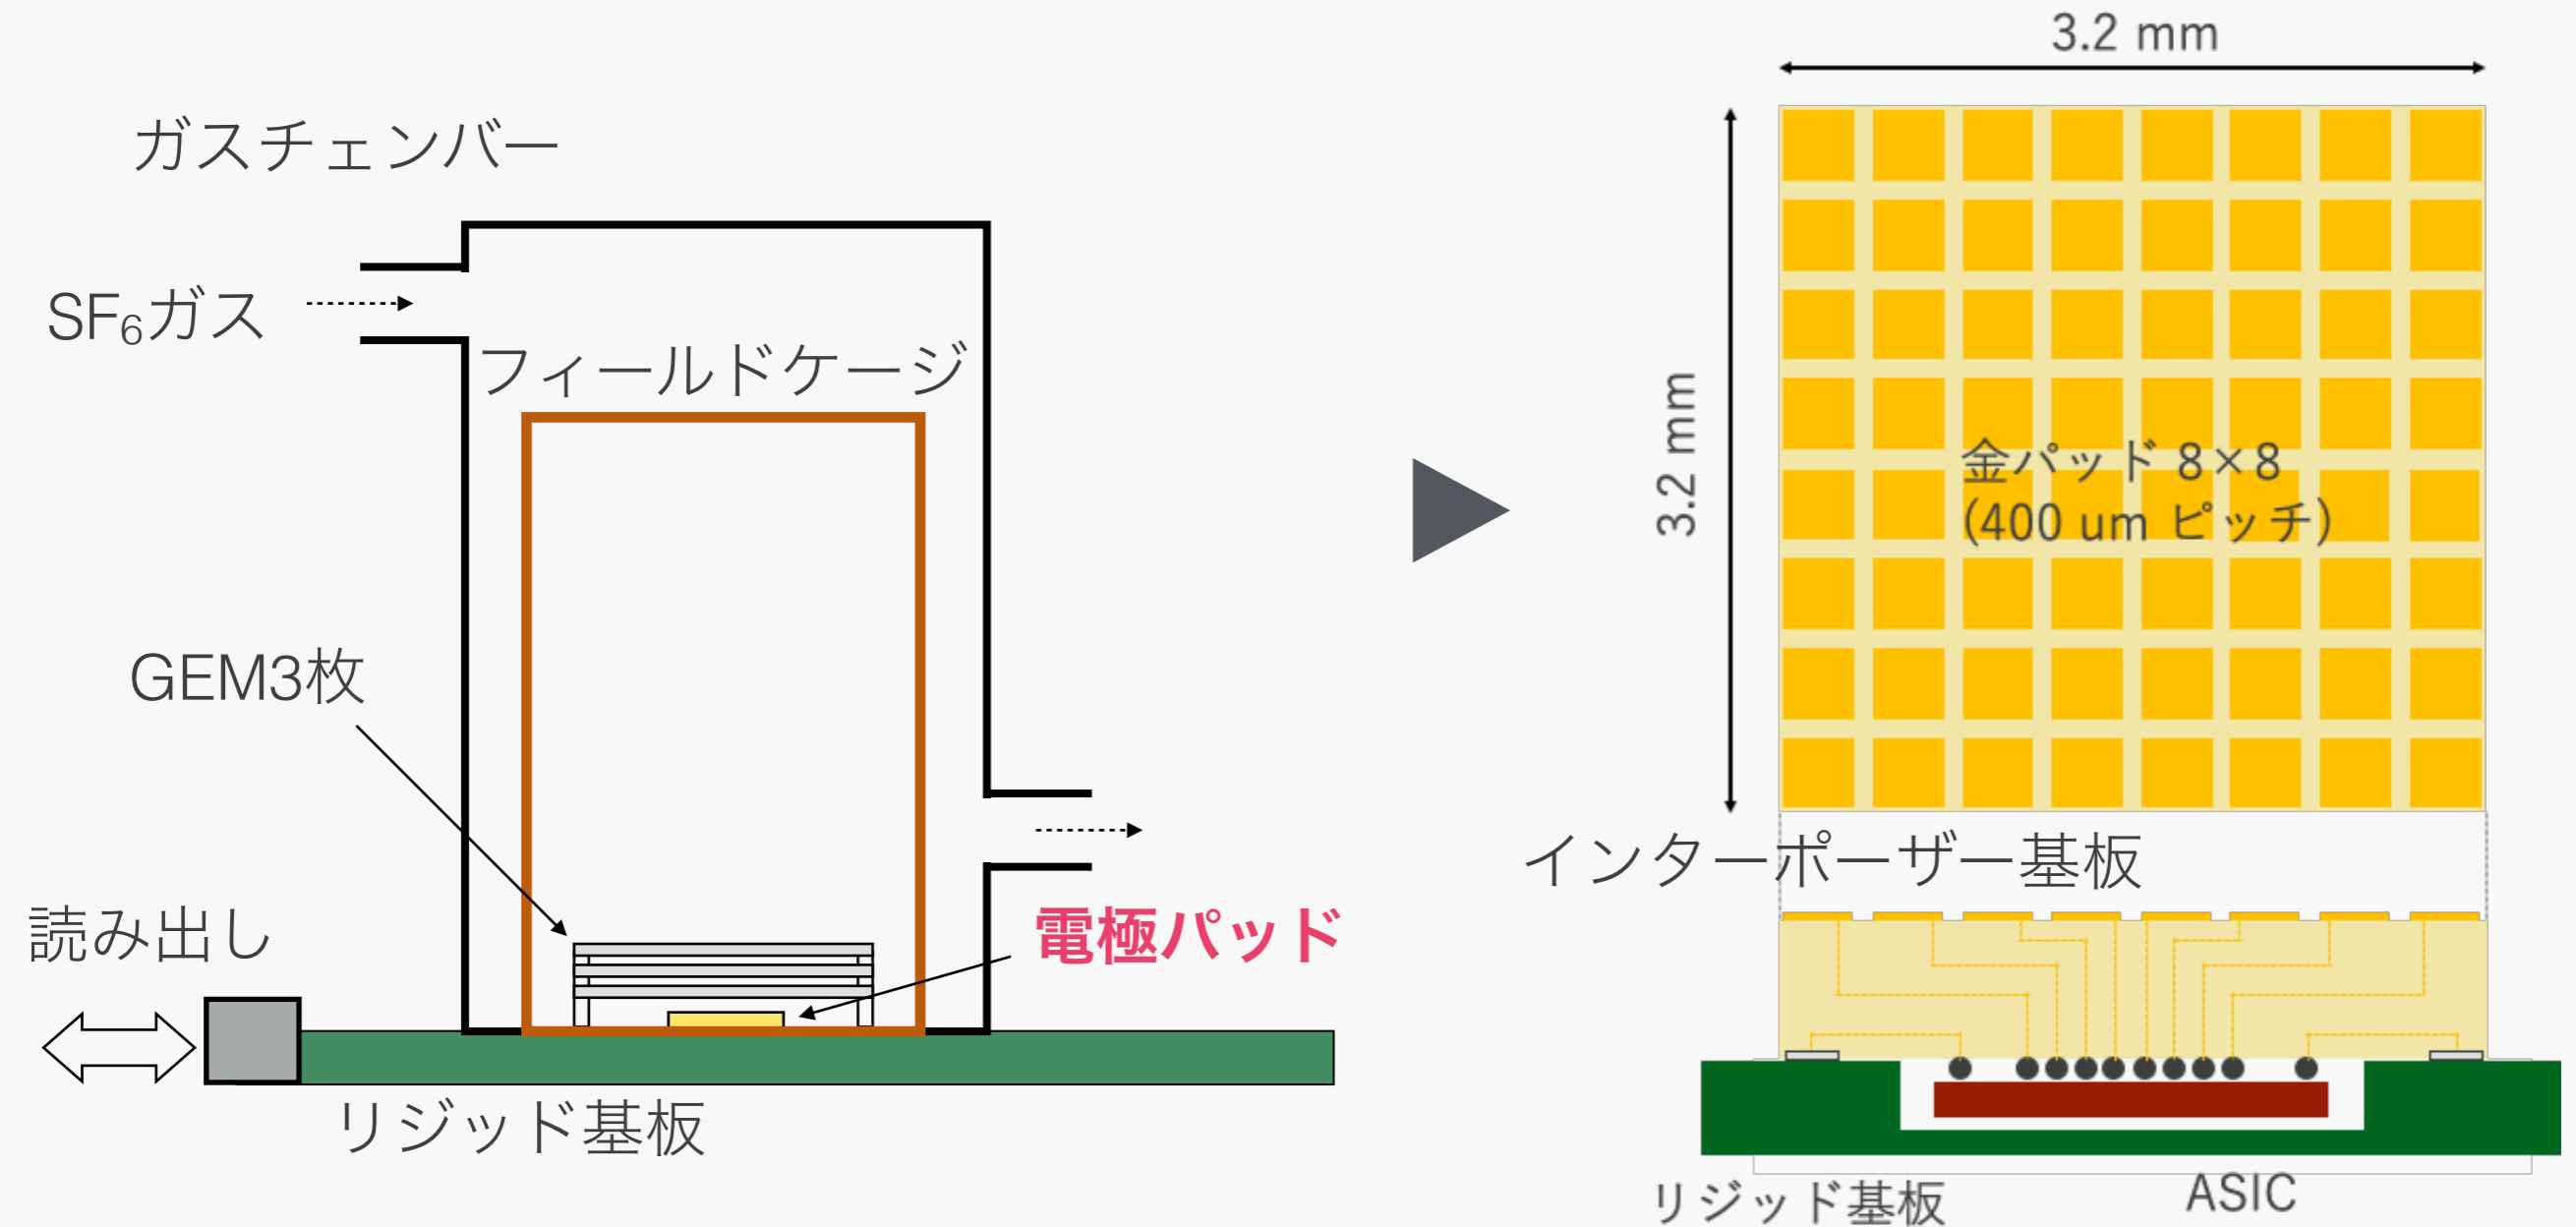 ガスチェンバー
SF₆ガス
フィールドケージ
GEM3枚
読み出し
電極パッド
リジッド基板
3.2 mm
3.2 mm
金パッド 8×8
(400 um ピッチ)
インターポーザー基板
リジッド基板
ASIC